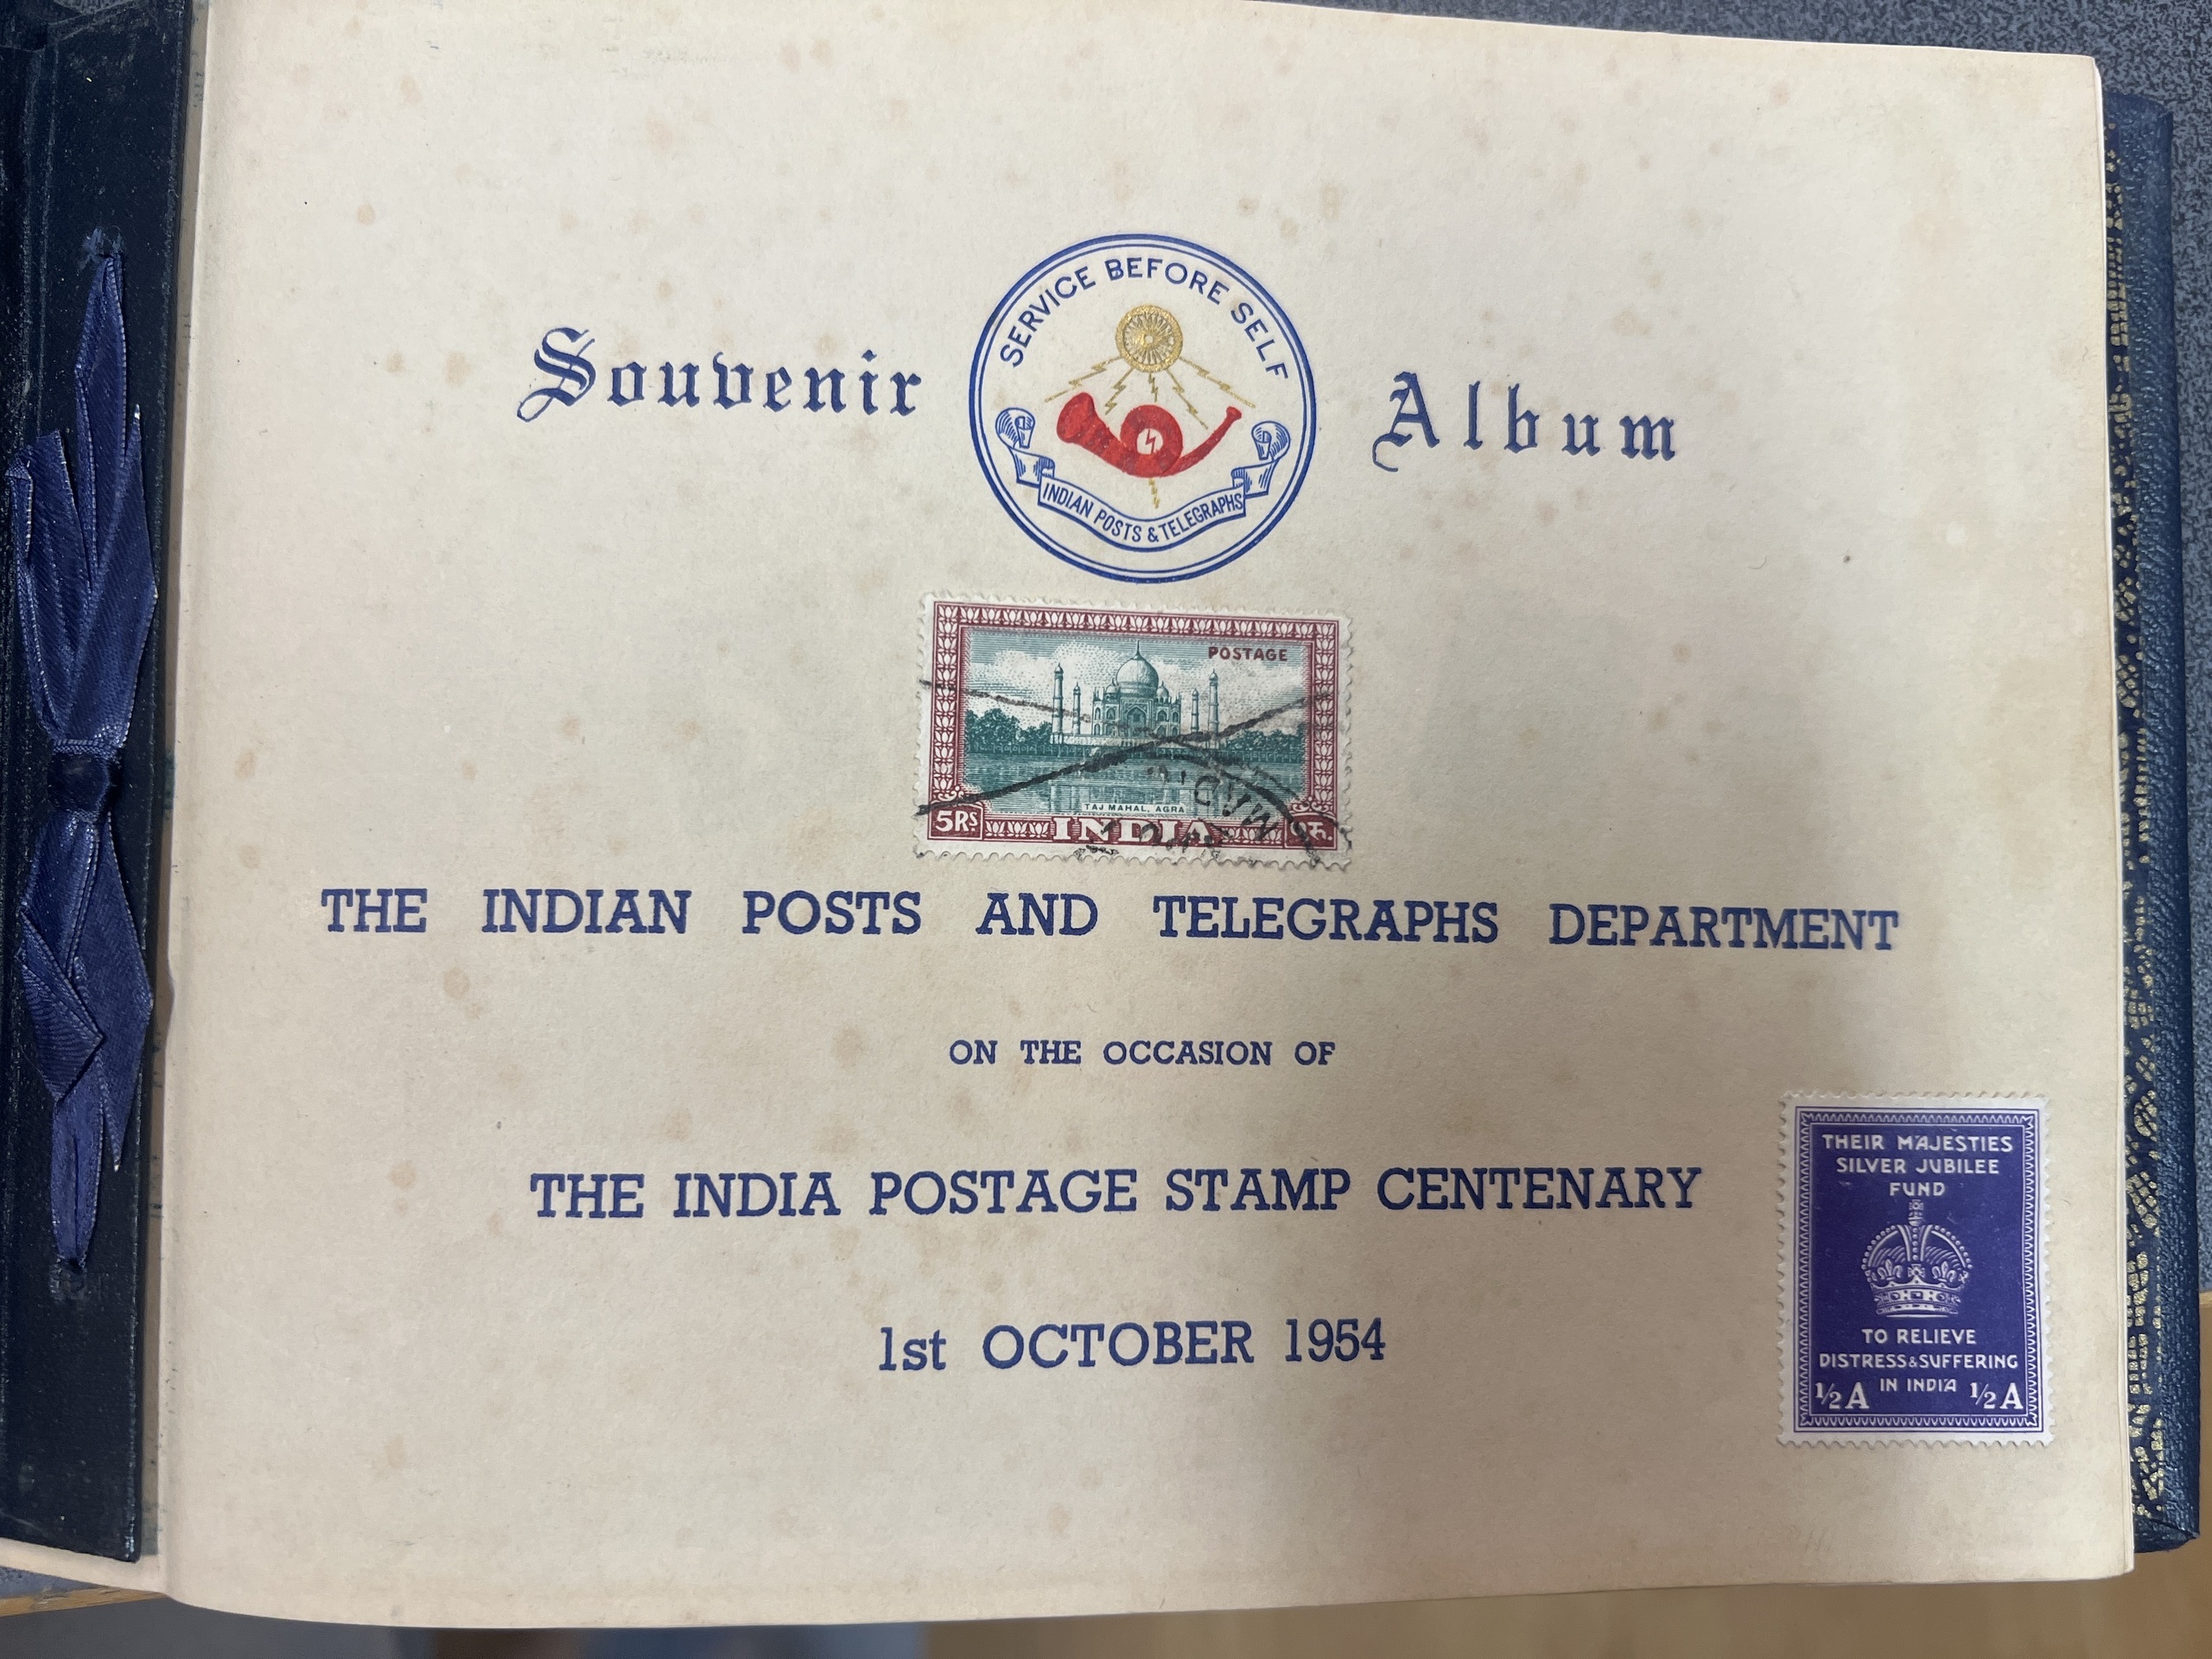 Souvenir Album
SERVICE BEFORE SELF
INDIAN POSTS & TELEGRAPHS
POSTAGE
TAJ MAHAL, AGRA
5RS INDIA ५रु.
THE INDIAN POSTS AND TELEGRAPHS DEPARTMENT
ON THE OCCASION OF
THE INDIA POSTAGE STAMP CENTENARY
1st OCTOBER 1954
THEIR MAJESTIES
SILVER JUBILEE
FUND
TO RELIEVE
DISTRESS & SUFFERING
IN INDIA
½A ½A